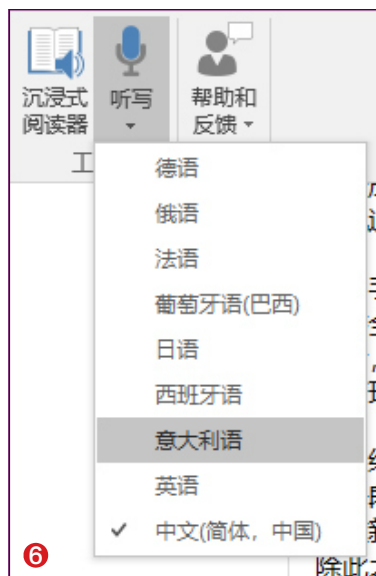 沉浸式
阅读器
听写
帮助和
反馈
工
德语
俄语
法语
葡萄牙语(巴西)
日语
西班牙语
意大利语
英语
中文(简体，中国)
除此
❻